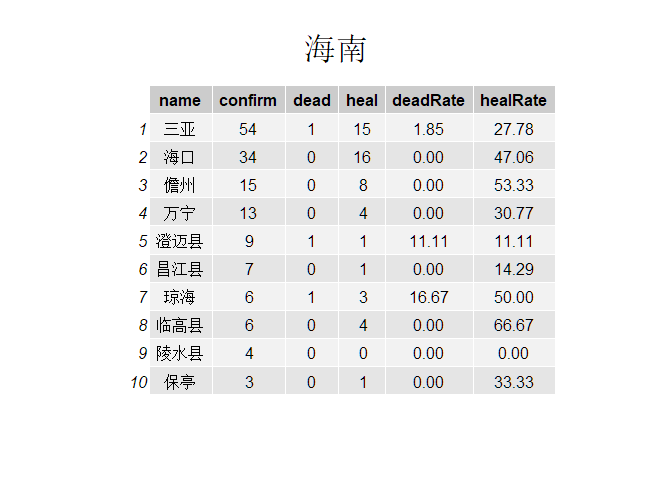 海南
name confirm dead heal deadRate healRate
1 三亚 54 1 15 1.85 27.78
2 海口 34 0 16 0.00 47.06
3 儋州 15 0 8 0.00 53.33
4 万宁 13 0 4 0.00 30.77
5 澄迈县 9 1 1 11.11 11.11
6 昌江县 7 0 1 0.00 14.29
7 琼海 6 1 3 16.67 50.00
8 临高县 6 0 4 0.00 66.67
9 陵水县 4 0 0 0.00 0.00
10 保亭 3 0 1 0.00 33.33